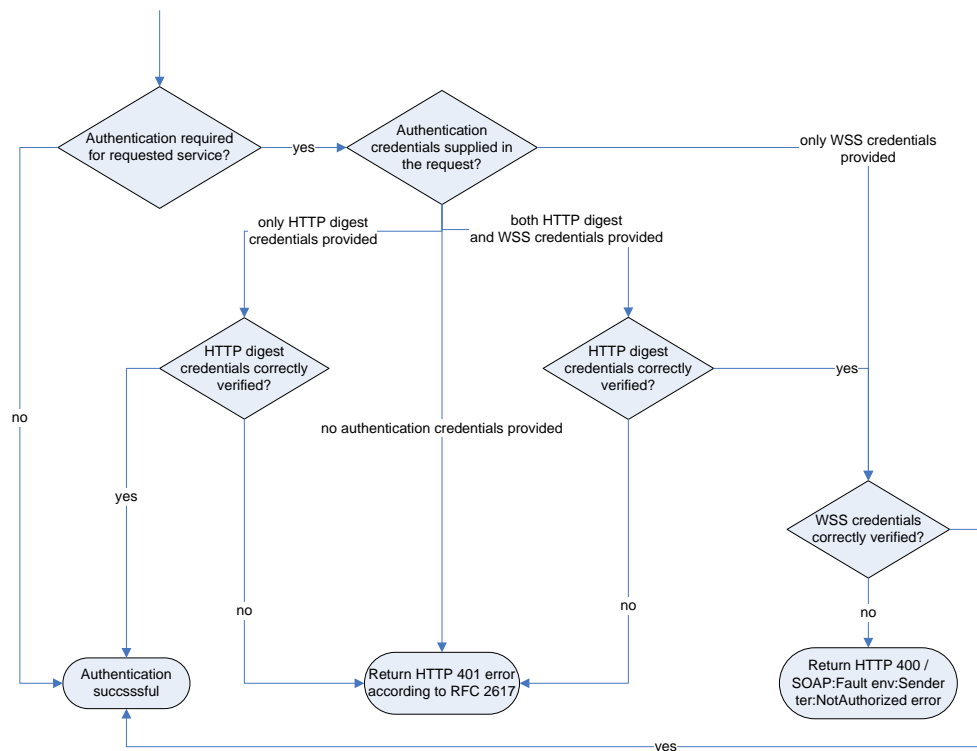 Authentication required
for requested service?
yes
Authentication
credentials supplied in
the request?
only WSS credentials
provided
only HTTP digest
credentials provided
both HTTP digest
and WSS credentials provided
HTTP digest
credentials correctly
verified?
HTTP digest
credentials correctly
verified?
yes
no
no authentication credentials provided
yes
WSS credentials
correctly verified?
no
no
no
Authentication
succsssful
Return HTTP 401 error
according to RFC 2617
Return HTTP 400 /
SOAP:Fault env:Sender
ter:NotAuthorized error
yes